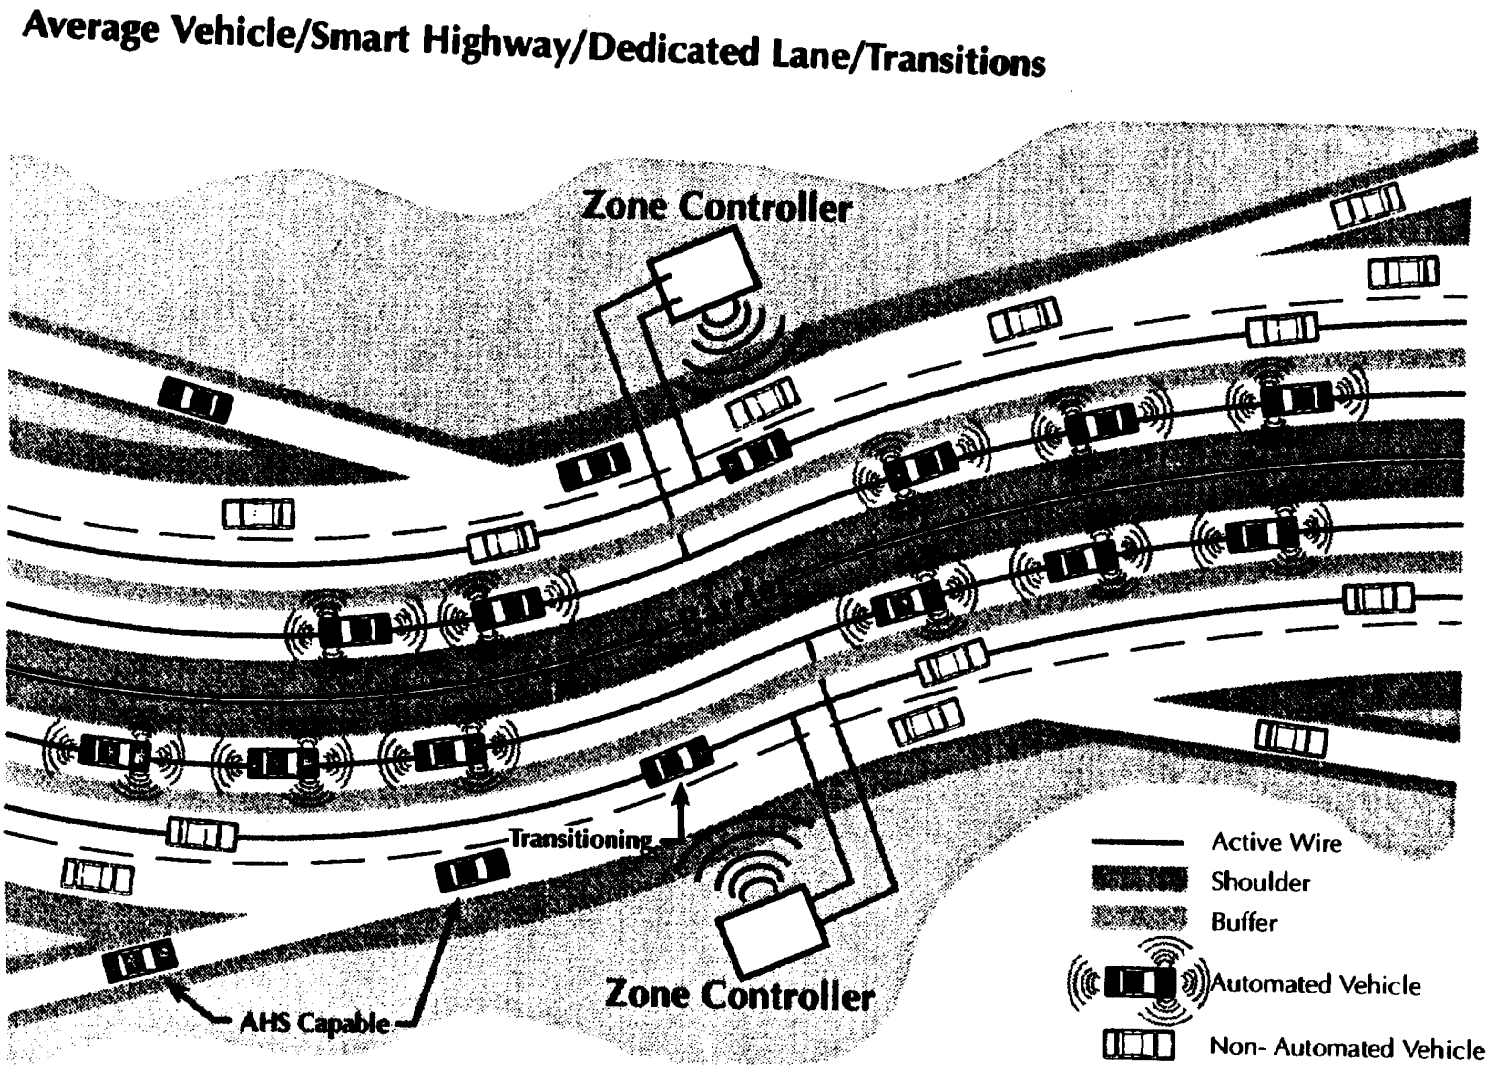 Average Vehicle/Smart Highway/Dedicated Lane/Transitions
Zone Controller
Transitioning
AHS Capable
Zone Controller
Active Wire
Shoulder
Buffer
Automated Vehicle
Non- Automated Vehicle